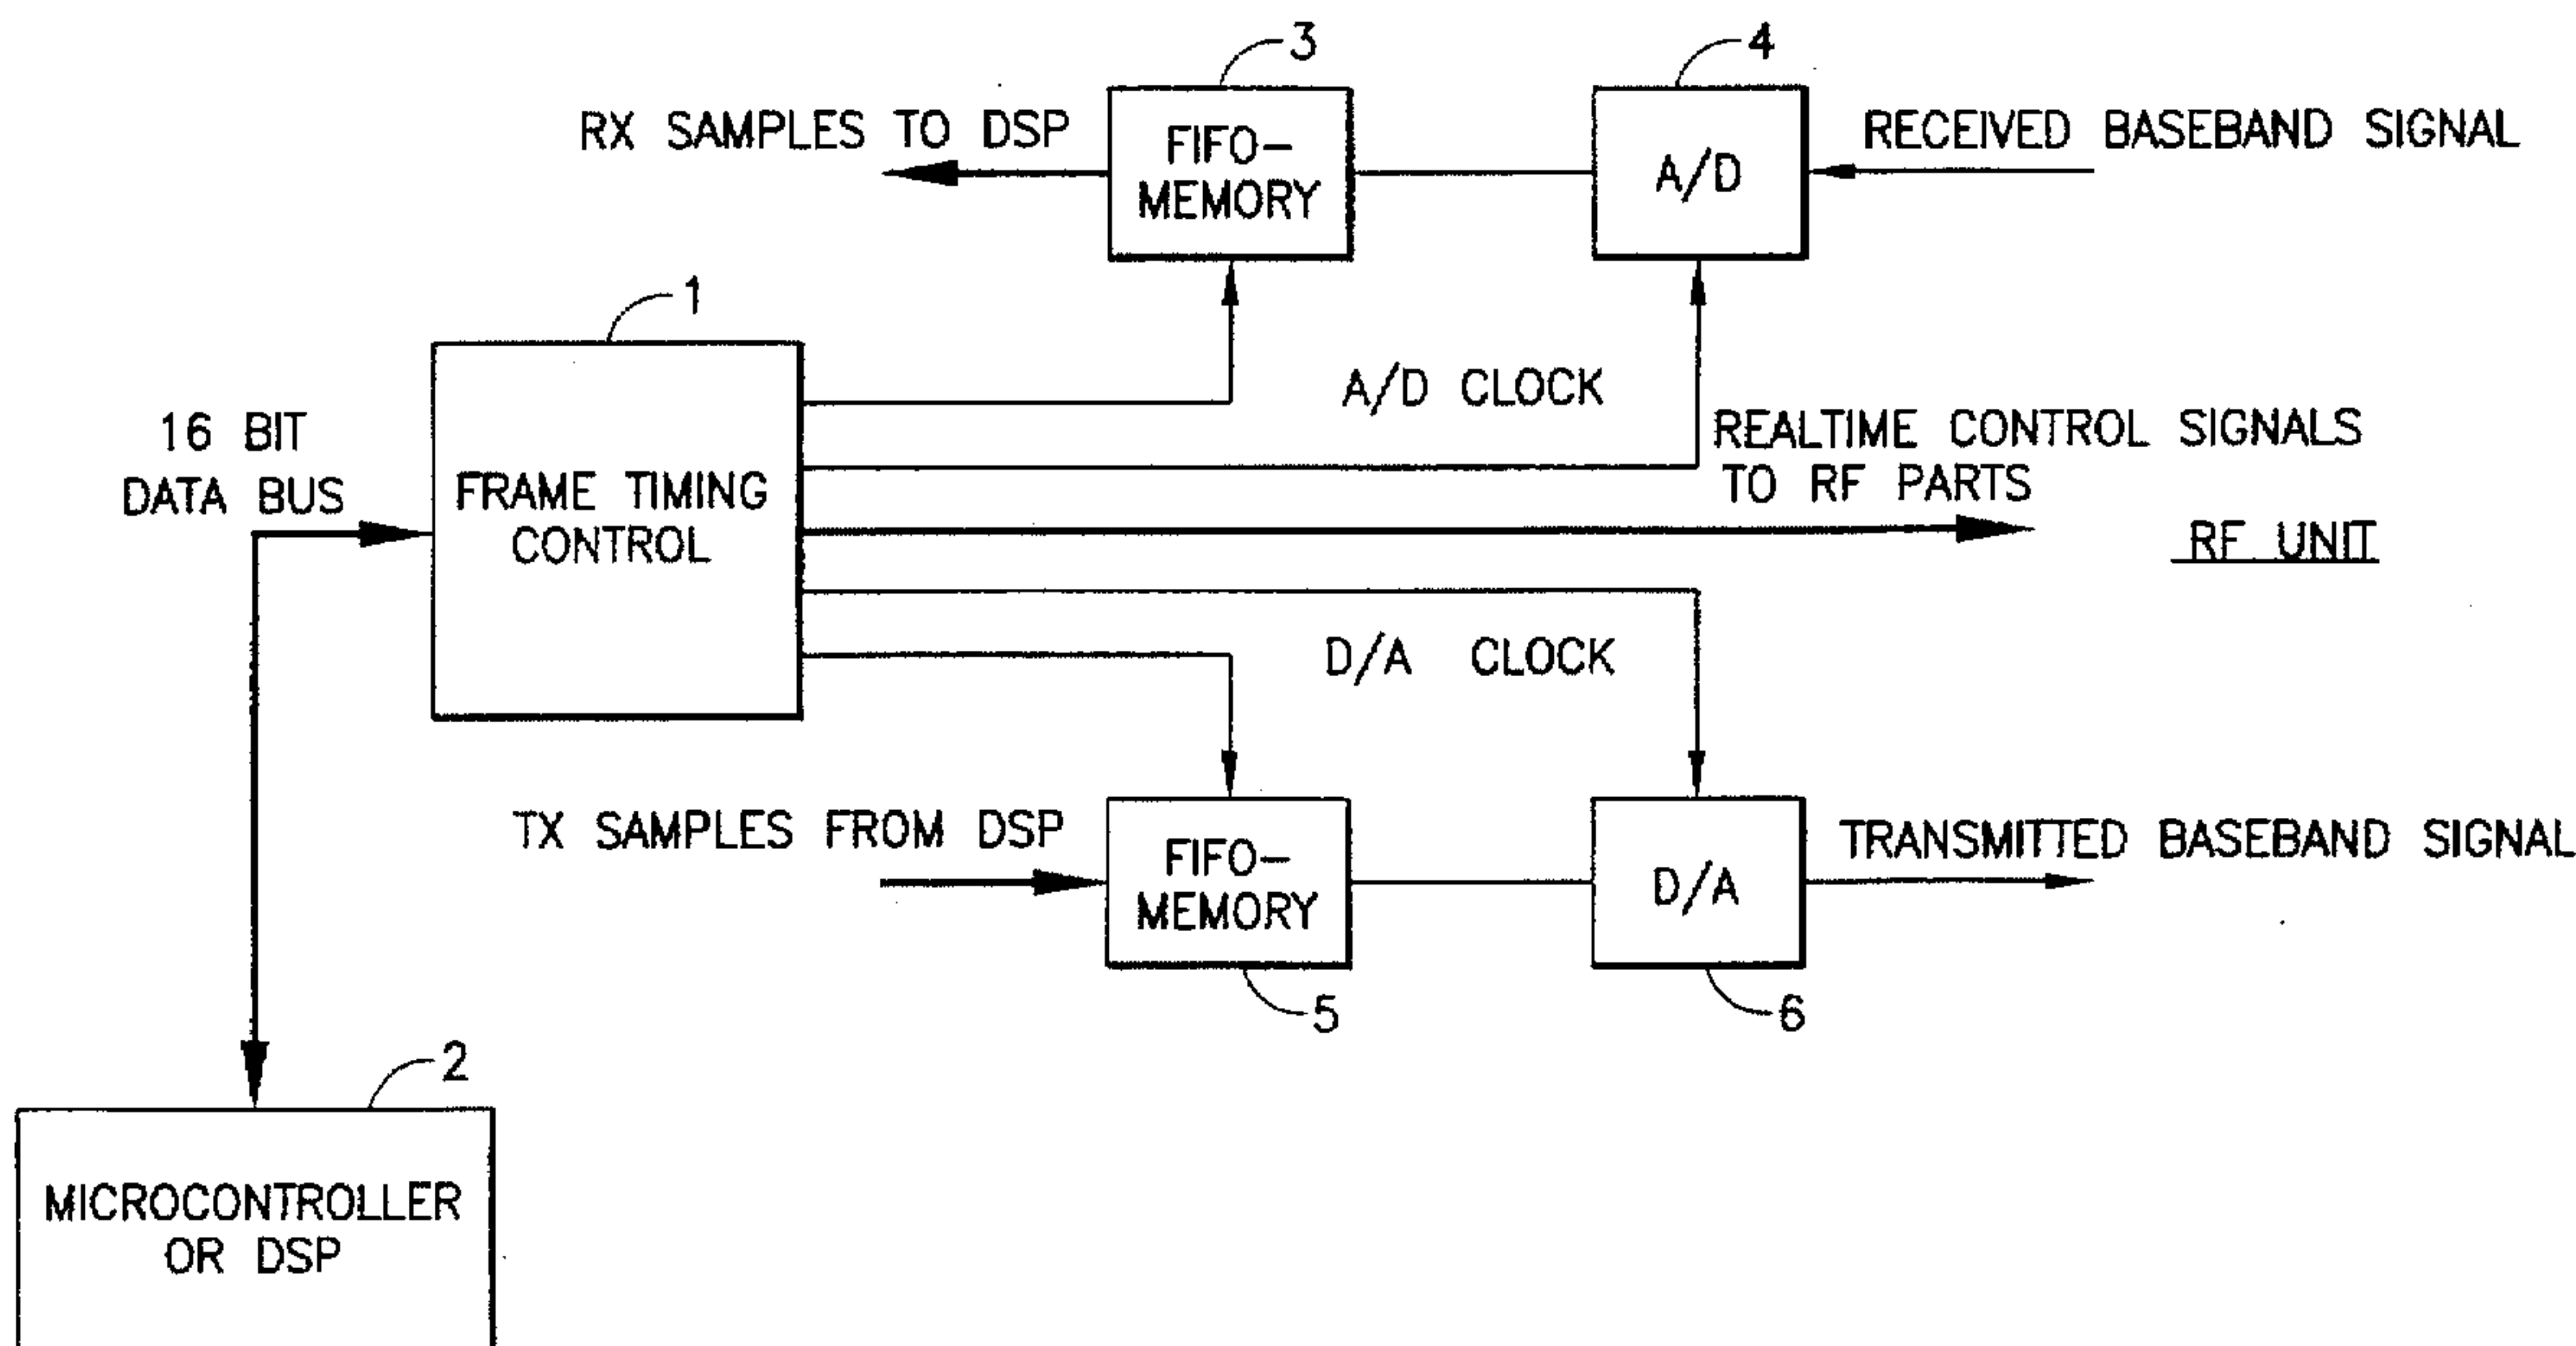 3
4
RX SAMPLES TO DSP
FIFO-
MEMORY
A/D
RECEIVED BASEBAND SIGNAL
1
A/D CLOCK
16 BIT
DATA BUS
FRAME TIMING
CONTROL
REALTIME CONTROL SIGNALS
TO RF PARTS
RF UNIT
D/A CLOCK
TX SAMPLES FROM DSP
FIFO-
MEMORY
D/A
TRANSMITTED BASEBAND SIGNAL
5
6
2
MICROCONTROLLER
OR DSP